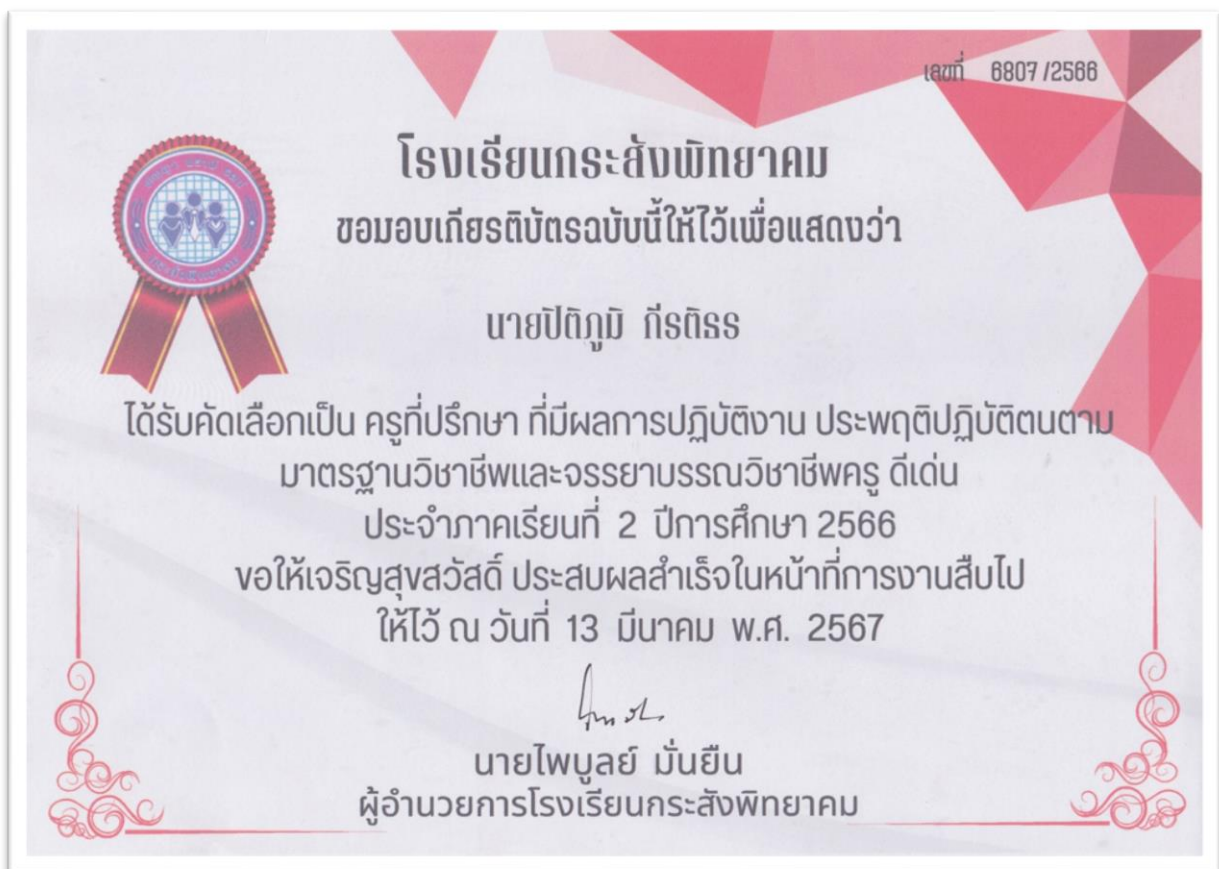 เลขที่ 6807 /2566
โรงเรียนกระสังพิทยาคม
ขอมอบเกียรติบัตรฉบับนี้ให้ไว้เพื่อแสดงว่า
นายปิติภูมิ กีรติธร
ได้รับคัดเลือกเป็น ครูที่ปรึกษา ที่มีผลการปฏิบัติงาน ประพฤติปฏิบัติตนตาม
มาตรฐานวิชาชีพและจรรยาบรรณวิชาชีพครู ดีเด่น
ประจำภาคเรียนที่ 2 ปีการศึกษา 2566
ขอให้เจริญสุขสวัสดิ์ ประสบผลสำเร็จในหน้าที่การงานสืบไป
ให้ไว้ ณ วันที่ 13 มีนาคม พ.ศ. 2567
นายไพบูลย์ มั่นยืน
ผู้อำนวยการโรงเรียนกระสังพิทยาคม